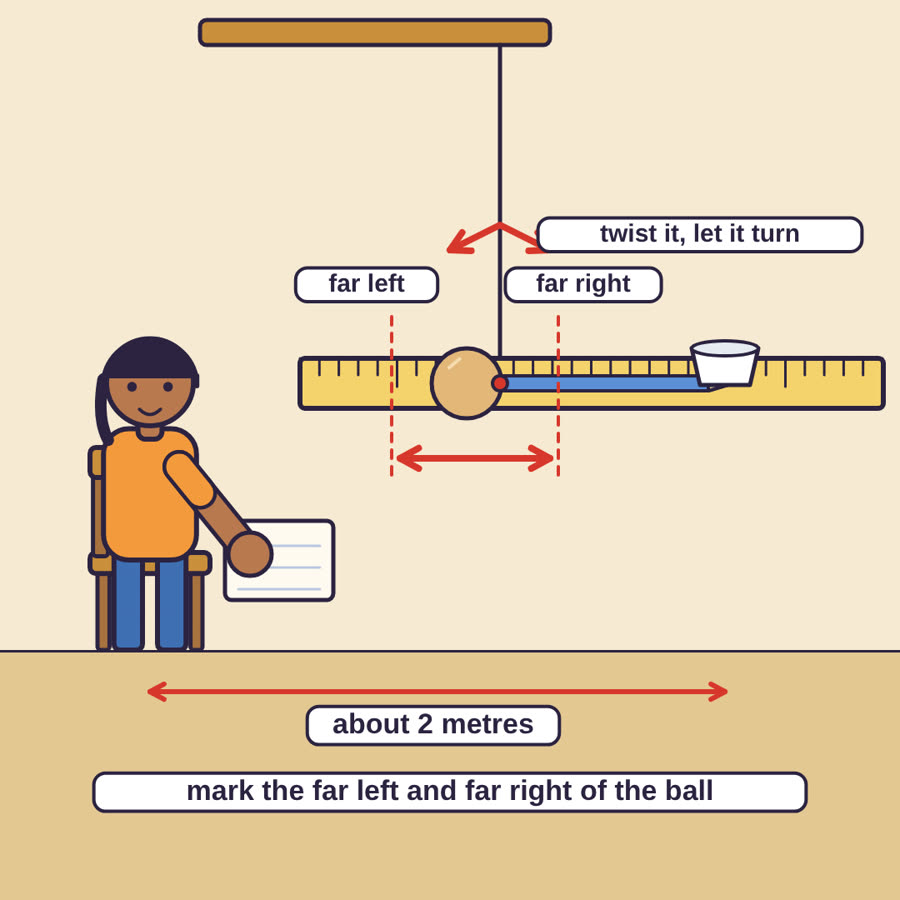 twist it, let it turn
far left
far right
about 2 metres
mark the far left and far right of the ball